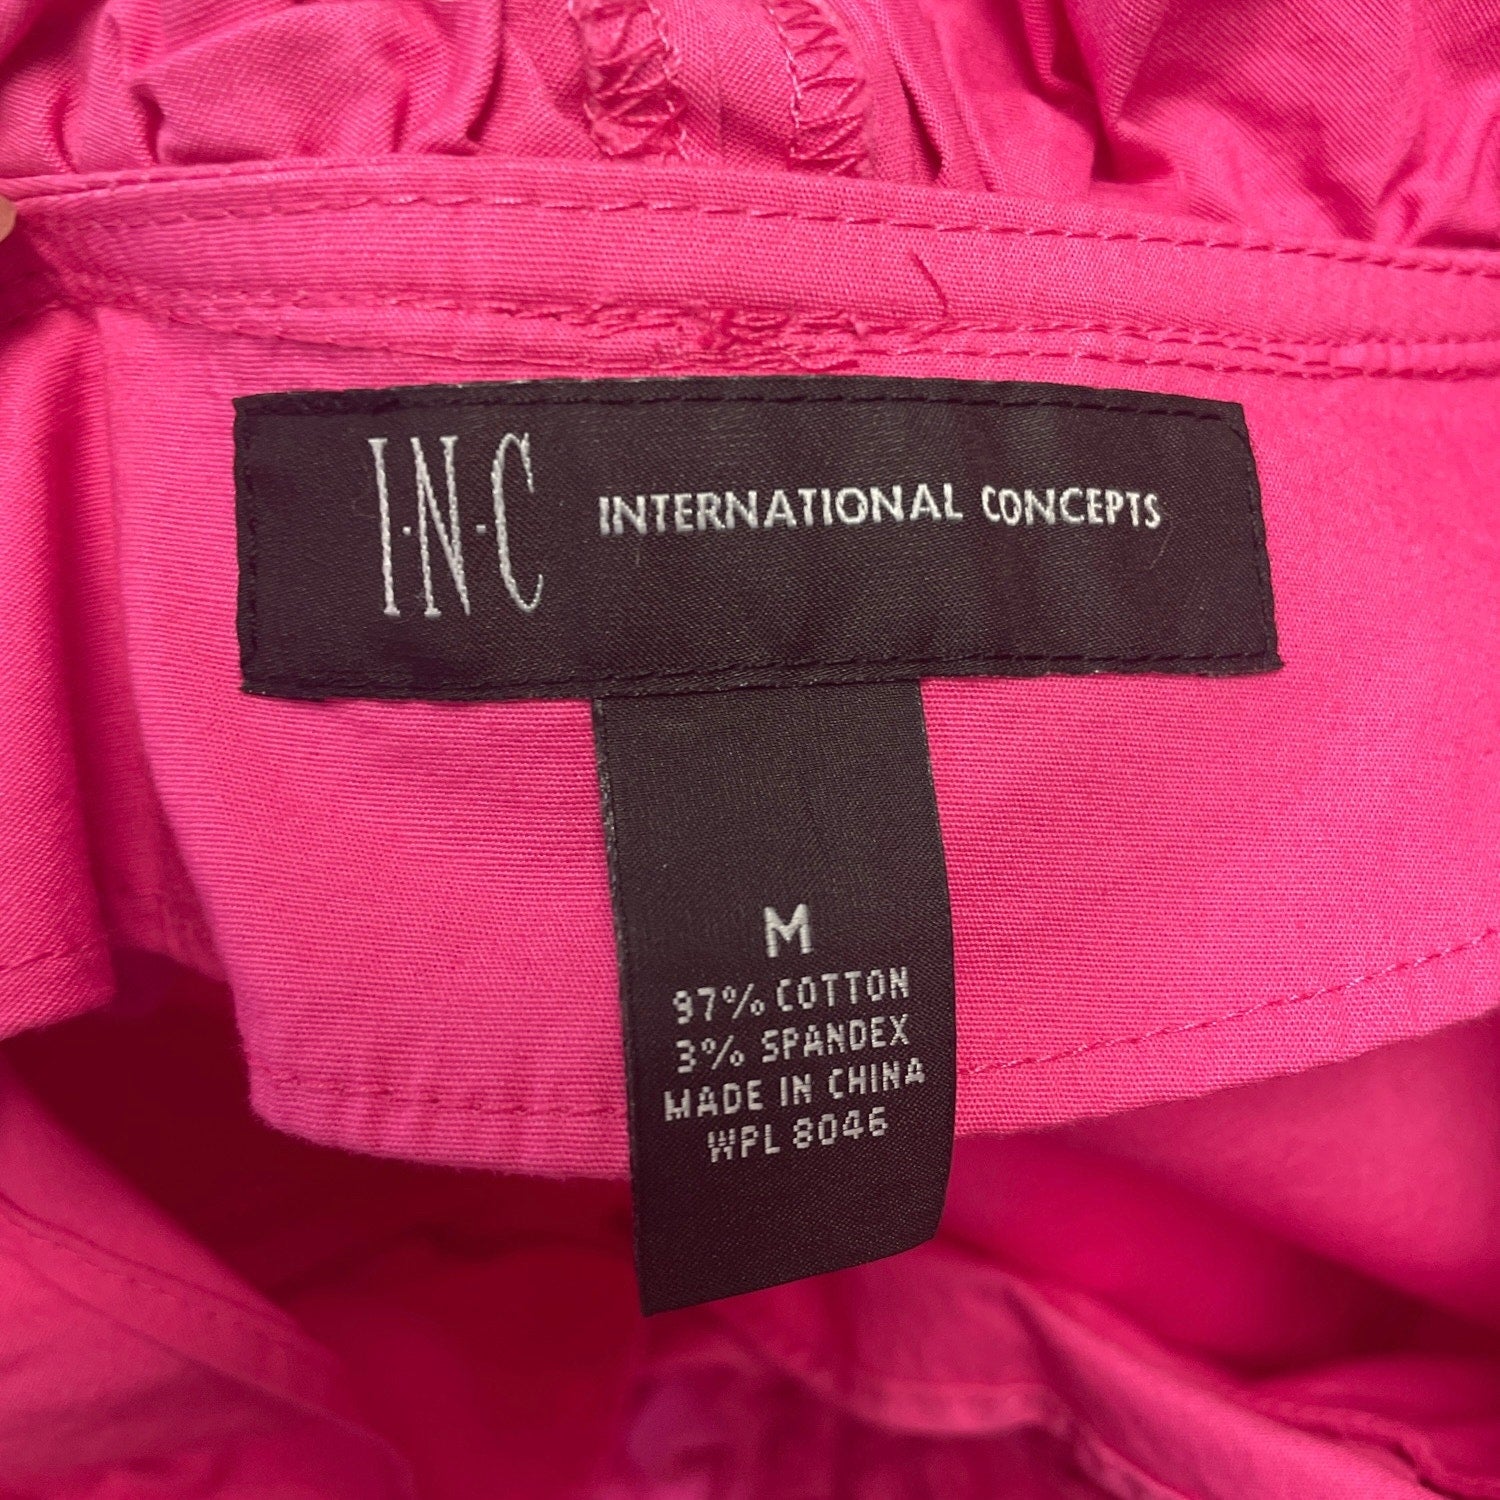 I·N·C INTERNATIONAL CONCEPTS
M
97% COTTON
3% SPANDEX
MADE IN CHINA
WPL 8046